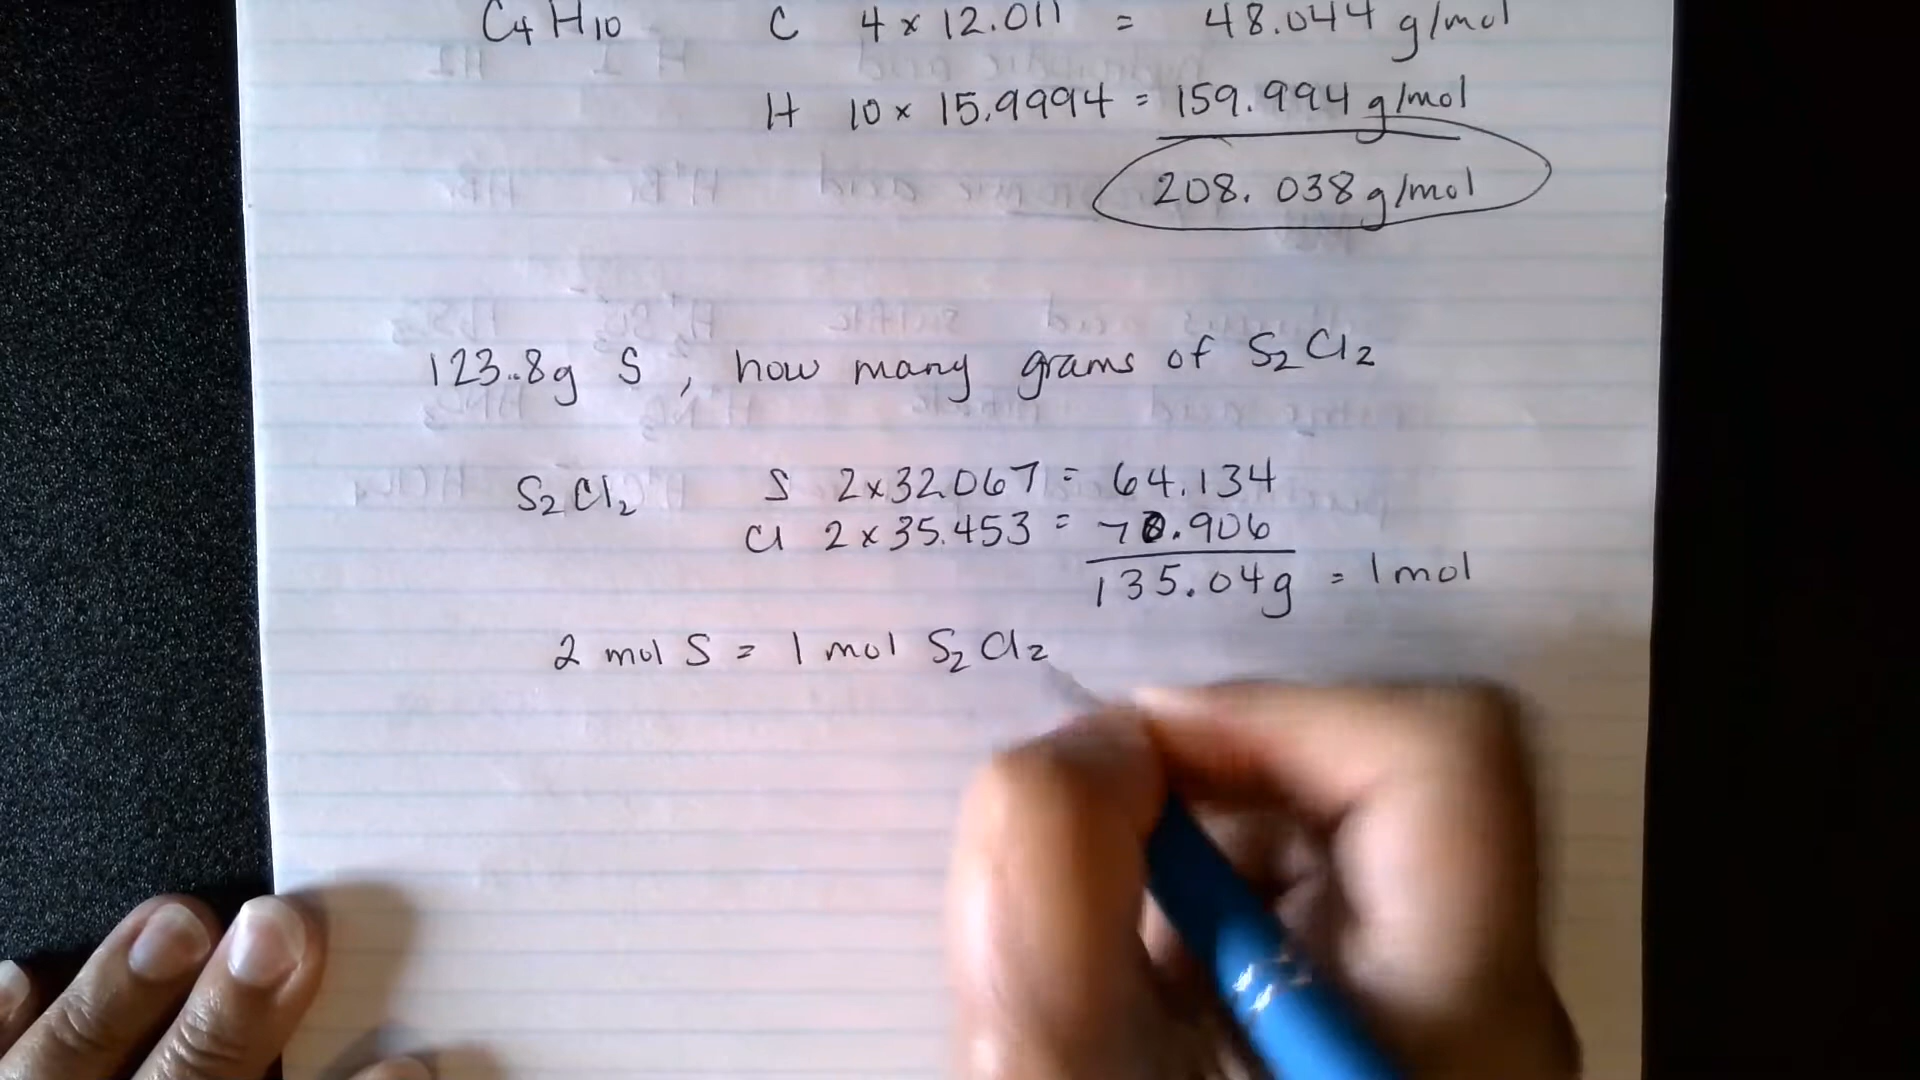 C4 H10 C 4 x 12.011 = 48.044 g/mol
H 10 x 15.9994 = 159.994 g/mol
208.038 g/mol
123.8g S, how many grams of S2Cl2
S2Cl2 S 2x32.067 = 64.134
Cl 2 x 35.453 = 70.906
135.04g = 1 mol
2 mol S = 1 mol S2Cl2